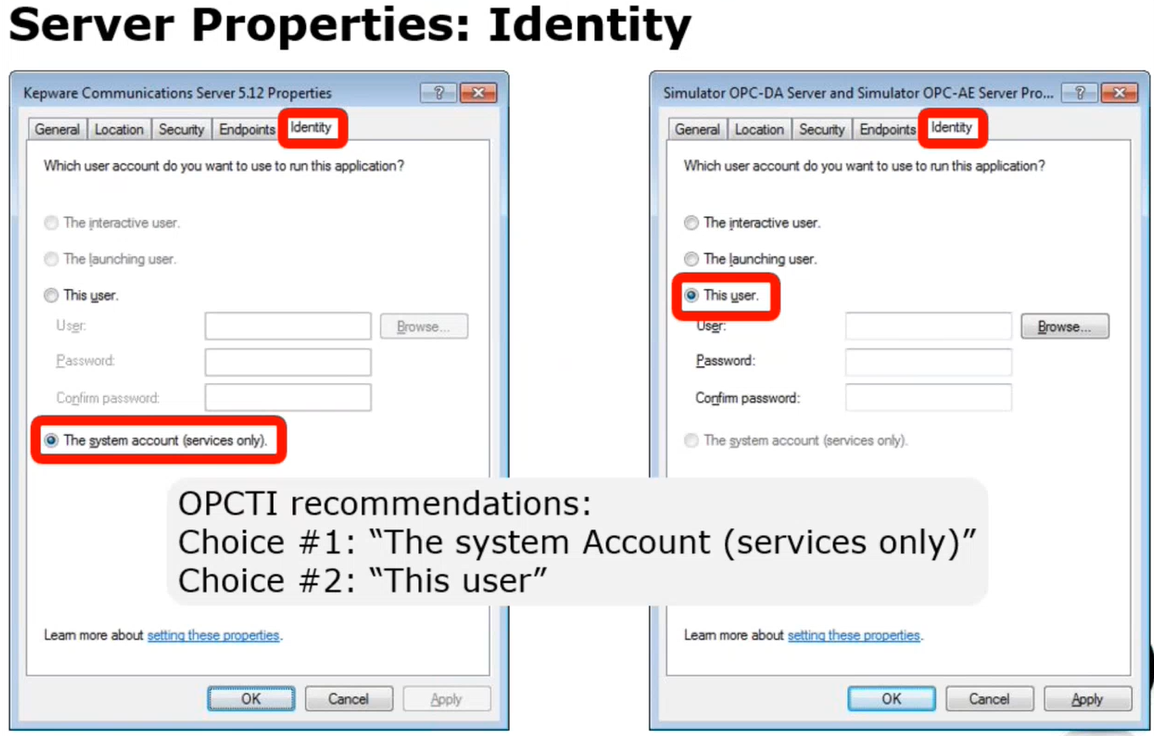 Server Properties: Identity
Kepware Communications Server 5.12 Properties
General Location Security Endpoints Identity
Which user account do you want to use to run this application?
The interactive user.
The launching user.
This user.
User:
Browse...
Password:
Confirm password:
The system account (services only).
Learn more about setting these properties.
OK Cancel Apply
Simulator OPC-DA Server and Simulator OPC-AE Server Pro...
General Location Security Endpoints Identity
Which user account do you want to use to run this application?
The interactive user.
The launching user.
This user.
User:
Browse...
Password:
Confirm password:
The system account (services only).
Learn more about setting these properties.
OK Cancel Apply
OPCTI recommendations:
Choice #1: “The system Account (services only)”
Choice #2: “This user”